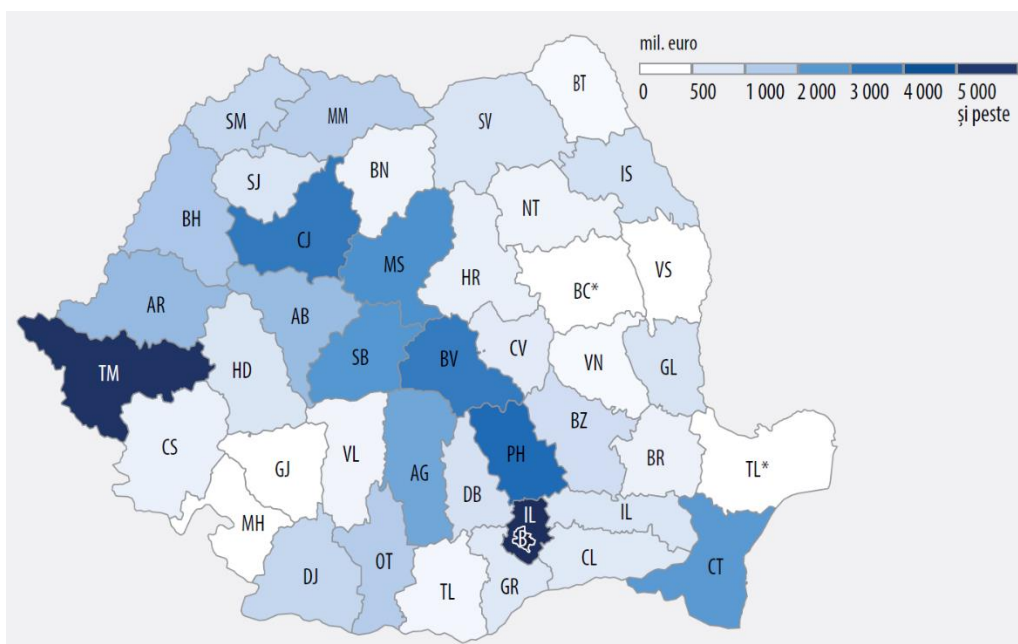 mil. euro
0 500 1 000 2 000 3 000 4 000 5 000
și peste
BT
SM
MM
SV
SJ
BN
IS
BH
NT
CJ
MS
HR
BC*
VS
AR
AB
SB
BV
CV
VN
GL
TM
HD
CS
GJ
VL
AG
PH
BZ
BR
TL*
DB
IL
IL
B
MH
DJ
OT
TL
GR
CL
CT